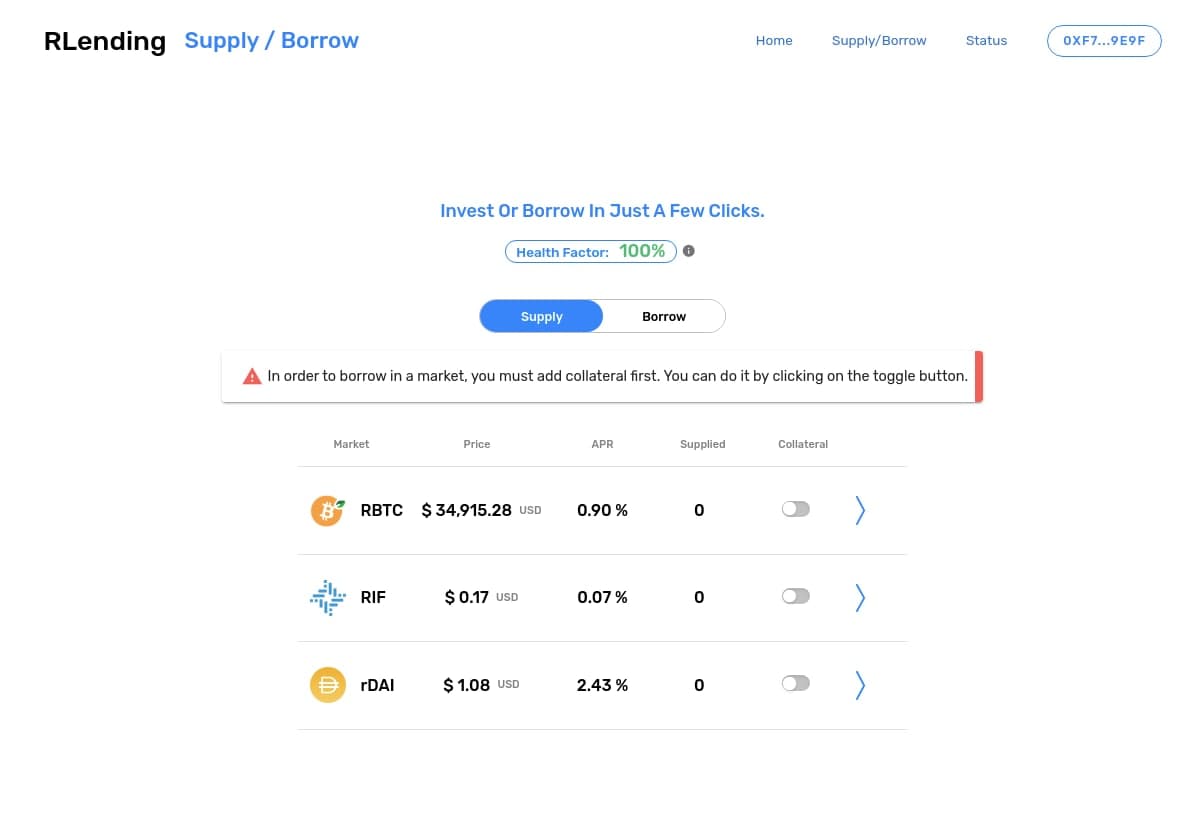 RLending Supply / Borrow Home Supply/Borrow Status 0XF7...9E9F
Invest Or Borrow In Just A Few Clicks.
Health Factor: 100%
Supply Borrow
In order to borrow in a market, you must add collateral first. You can do it by clicking on the toggle button.
Market Price APR Supplied Collateral
RBTC $ 34,915.28 USD 0.90 % 0
RIF $ 0.17 USD 0.07 % 0
rDAI $ 1.08 USD 2.43 % 0